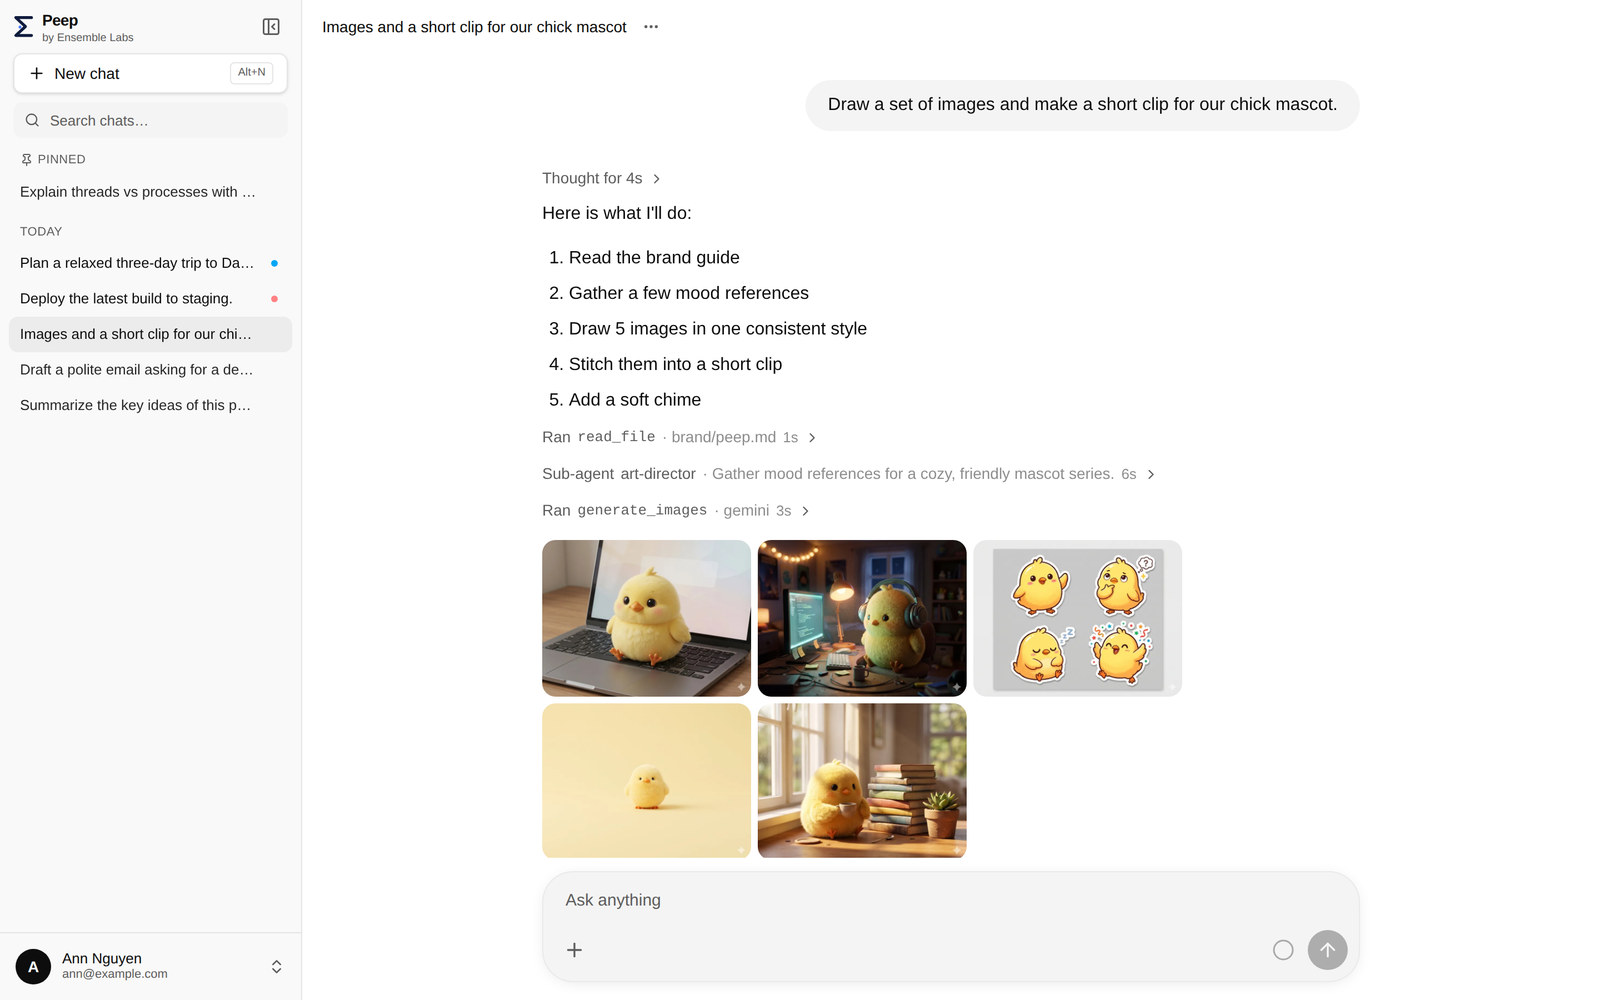 Peep
by Ensemble Labs
New chat
Alt+N
Search chats…
PINNED
Explain threads vs processes with …
TODAY
Plan a relaxed three-day trip to Da…
Deploy the latest build to staging.
Images and a short clip for our chi…
Draft a polite email asking for a de…
Summarize the key ideas of this p…
A
Ann Nguyen
ann@example.com
Images and a short clip for our chick mascot
Draw a set of images and make a short clip for our chick mascot.
Thought for 4s
Here is what I'll do:
1. Read the brand guide
2. Gather a few mood references
3. Draw 5 images in one consistent style
4. Stitch them into a short clip
5. Add a soft chime
Ran read_file · brand/peep.md 1s
Sub-agent art-director · Gather mood references for a cozy, friendly mascot series. 6s
Ran generate_images · gemini 3s
?
zzz
Ask anything